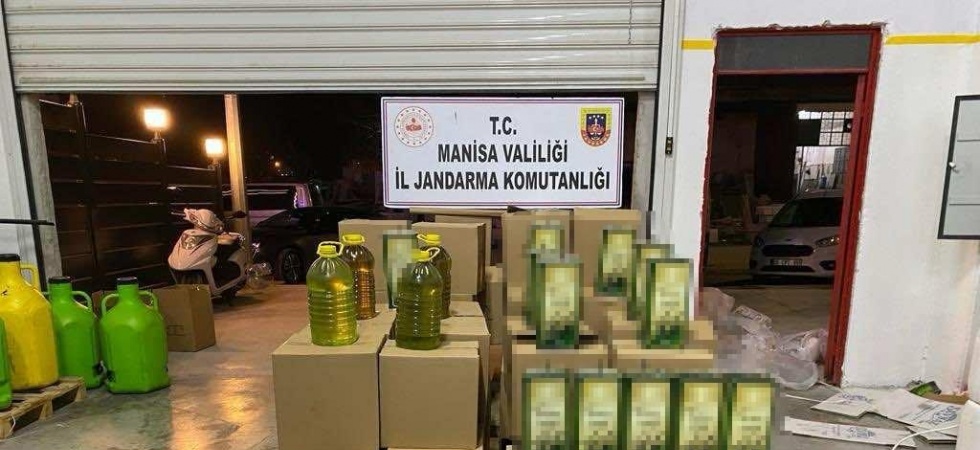 T.C.
MANİSA VALİLİĞİ
İL JANDARMA KOMUTANLIĞI